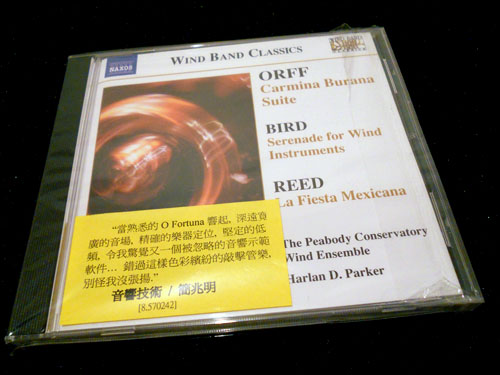 WIND BAND CLASSICS
NAXOS
ORFF
Carmina Burana
Suite
BIRD
Serenade for Wind
Instruments
REED
La Fiesta Mexicana
The Peabody Conservatory
Wind Ensemble
Harlan D. Parker
“當熟悉的 O Fortuna 響起, 深遠寬
廣的音場, 精確的樂器定位, 堅定的低
頻, 令我驚覺又一個被忽略的音響示範
軟件... 錯過這樣色彩繽紛的敲擊管樂,
別怪我沒張揚.”
音響技術 / 簡兆明
[8.570242]